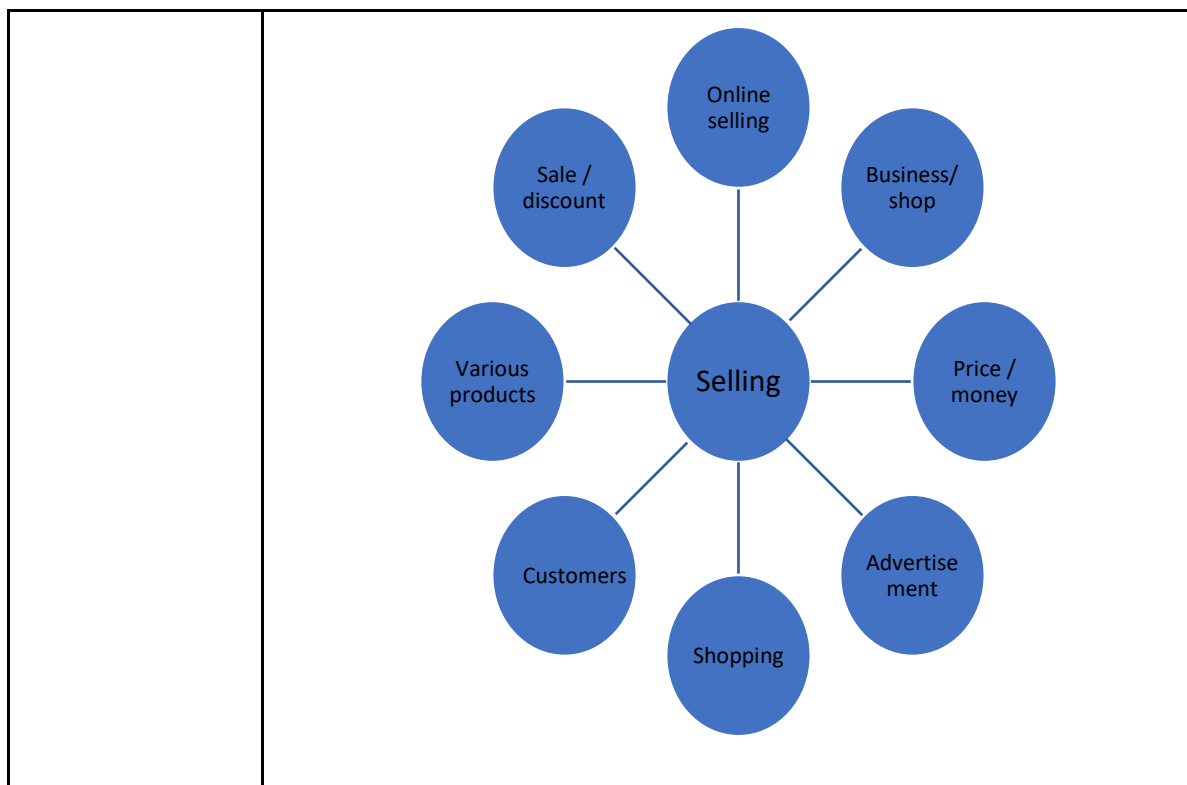 Online
selling
Business/
shop
Price /
money
Advertise
ment
Shopping
Customers
Various
products
Sale /
discount
Selling